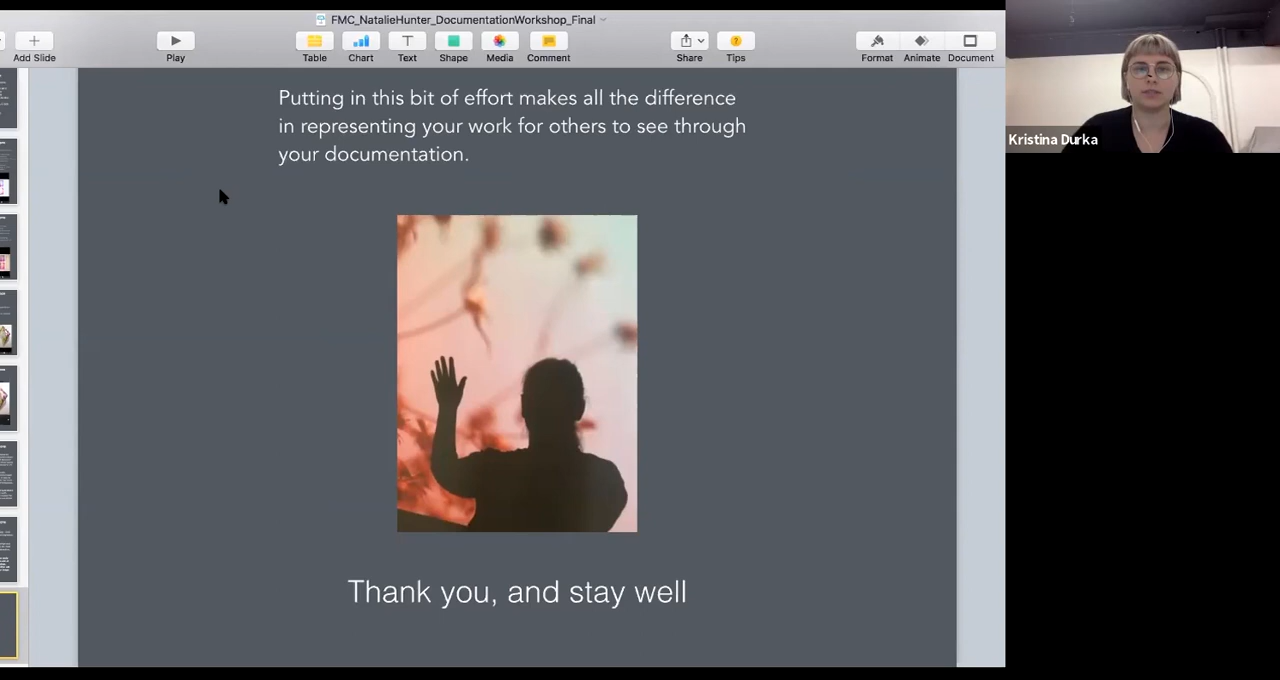 FMC_NatalieHunter_DocumentationWorkshop_Final
Add Slide
Play
Table
Chart
Text
Shape
Media
Comment
Share
Tips
Format
Animate
Document
Putting in this bit of effort makes all the difference
in representing your work for others to see through
your documentation.
Thank you, and stay well
Kristina Durka